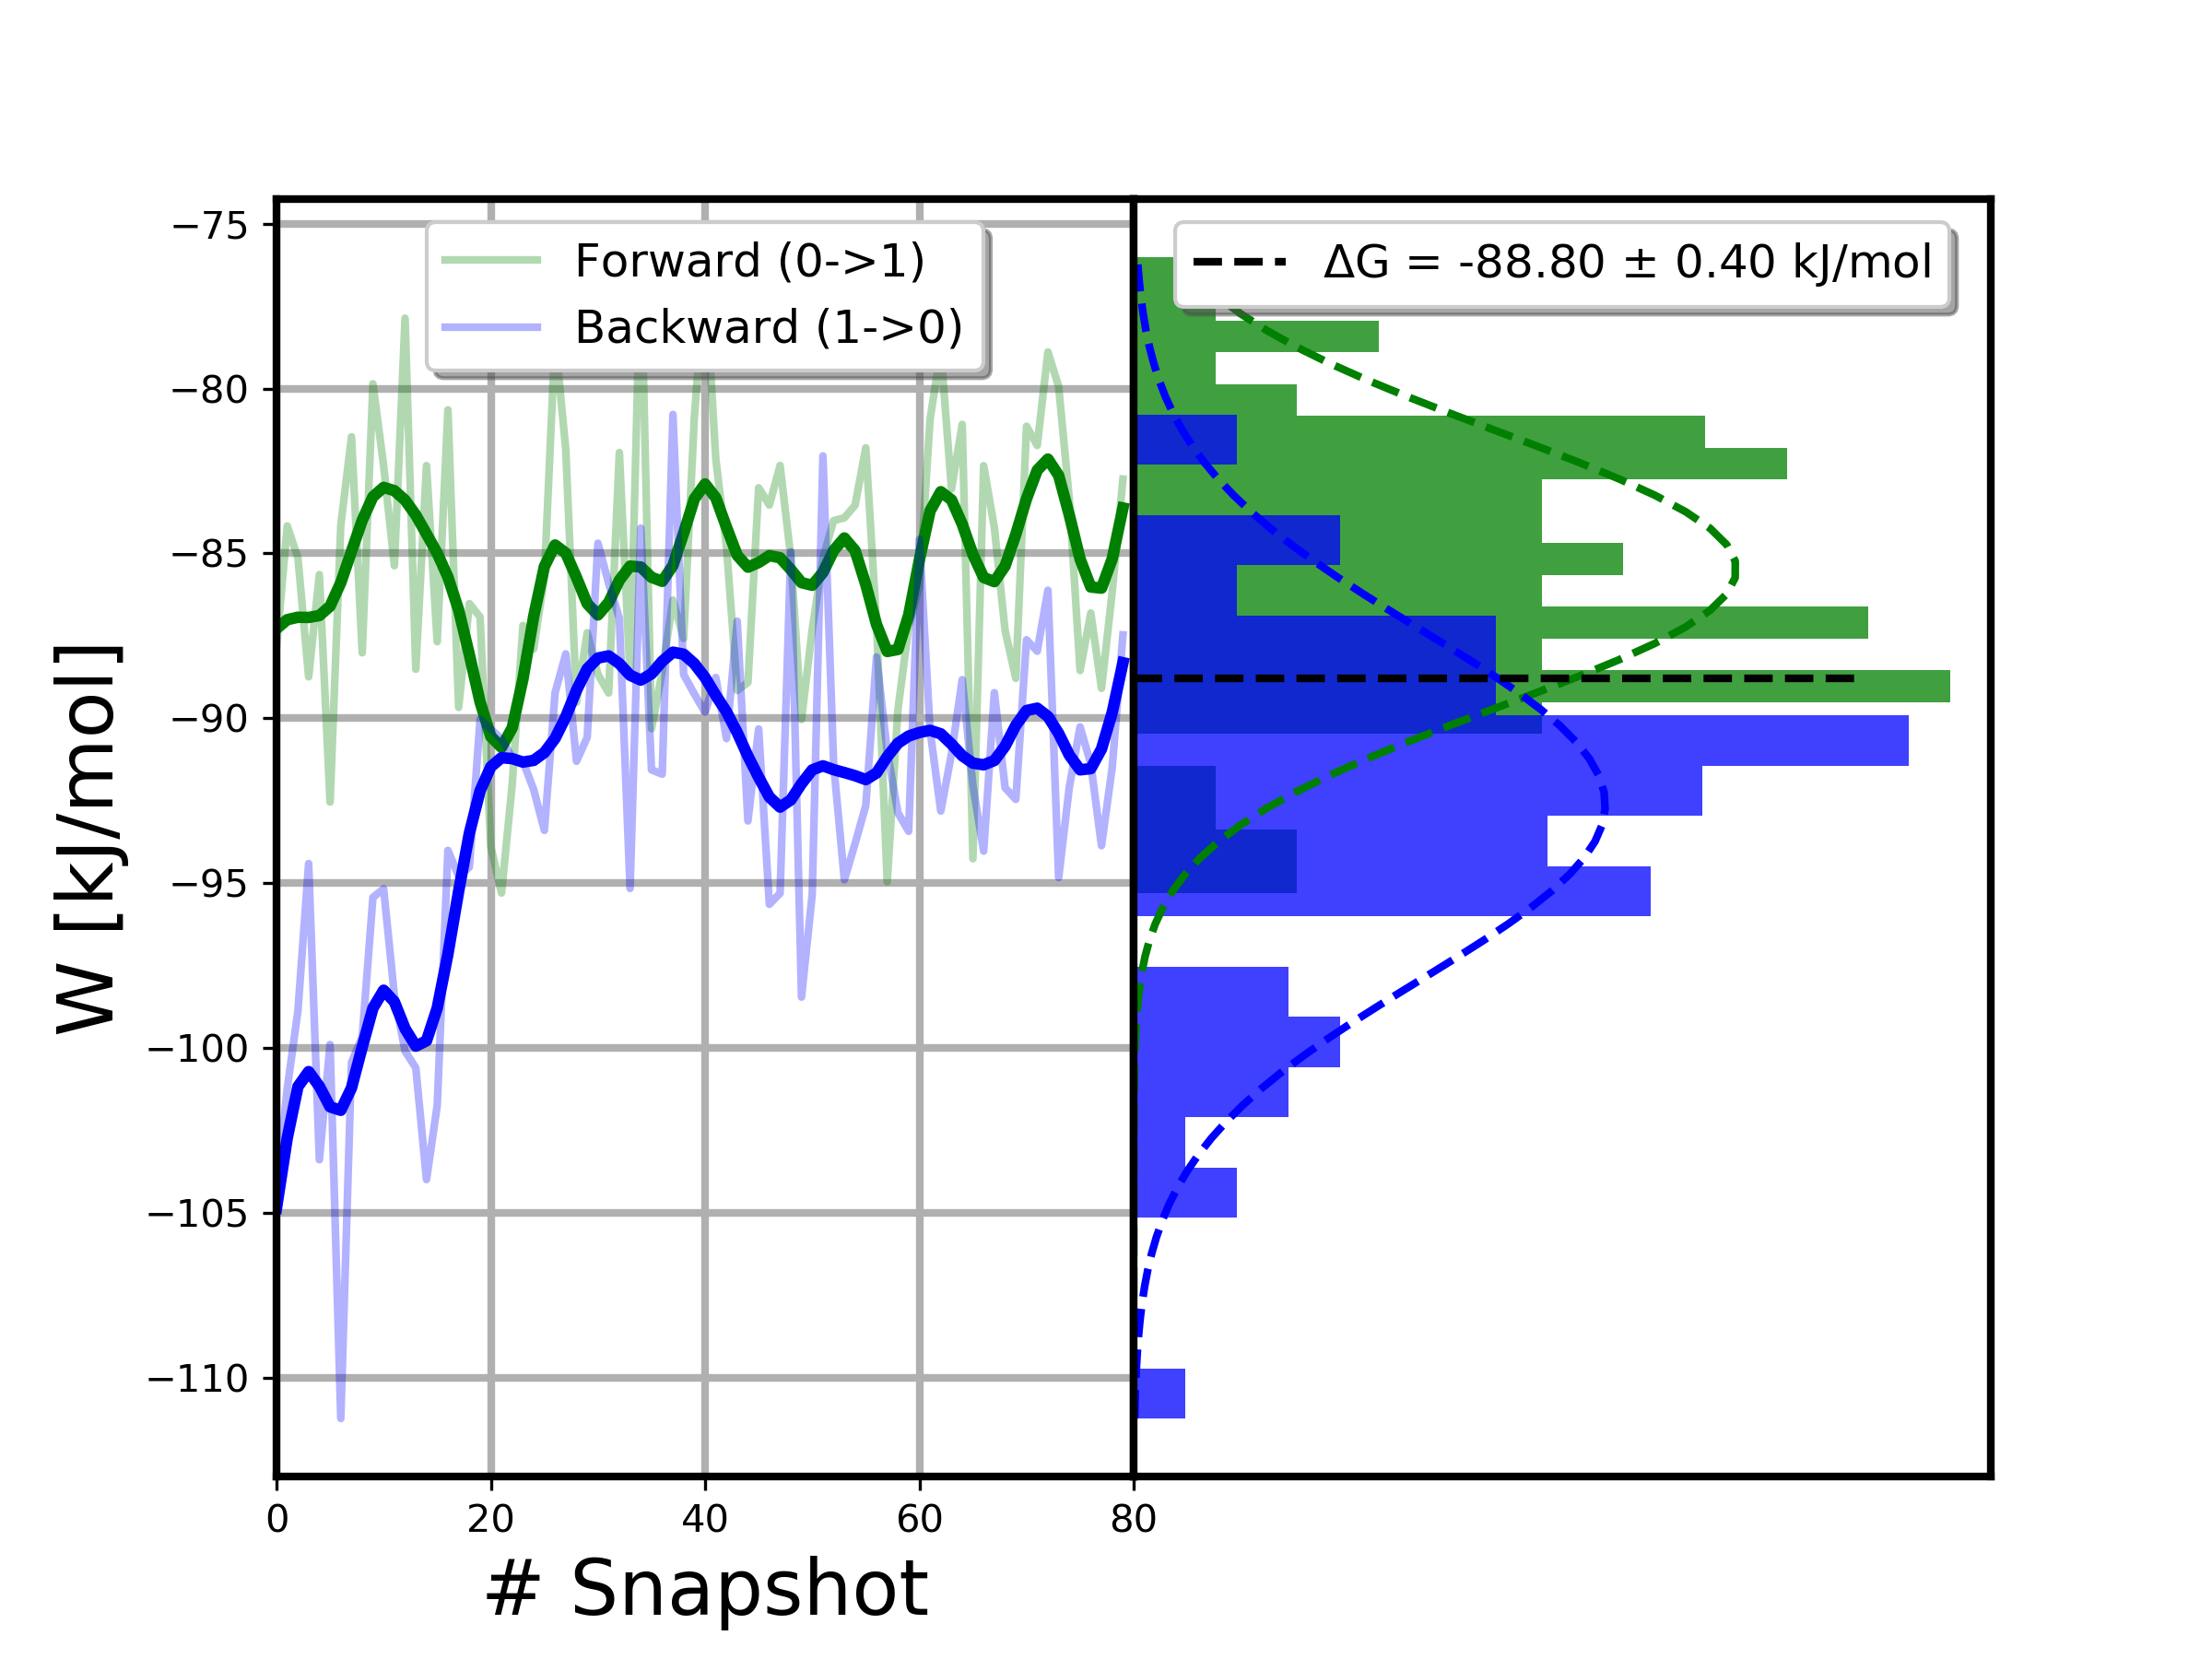 W [kJ/mol]
−75
−80
−85
−90
−95
−100
−105
−110
Forward (0->1)
Backward (1->0)
ΔG = -88.80 ± 0.40 kJ/mol
0
20
40
60
80
# Snapshot